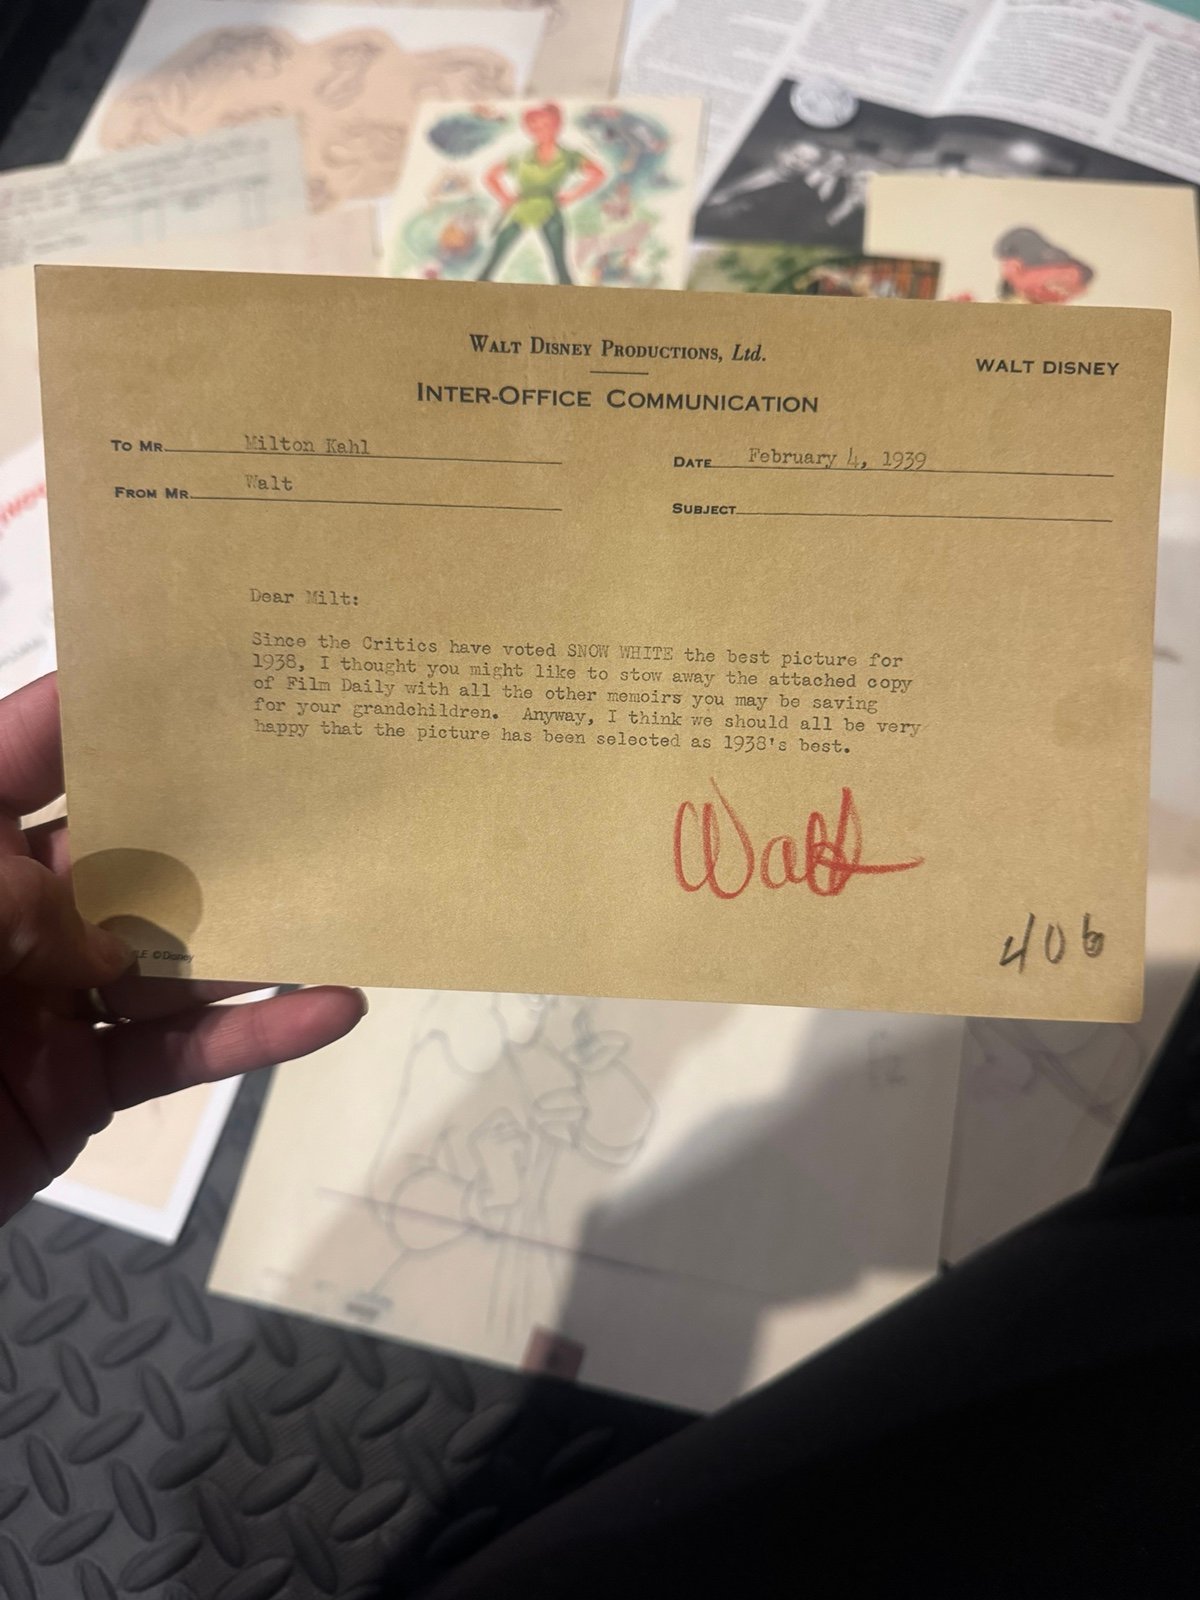 WALT DISNEY PRODUCTIONS, Ltd.
WALT DISNEY
INTER-OFFICE COMMUNICATION
TO MR. Milton Kahl
DATE February 4, 1939
FROM MR. Walt
SUBJECT
Dear Milt:
Since the Critics have voted SNOW WHITE the best picture for
1938, I thought you might like to stow away the attached copy
of Film Daily with all the other memoirs you may be saving
for your grandchildren. Anyway, I think we should all be very
happy that the picture has been selected as 1938's best.
Walt
406
©Disney